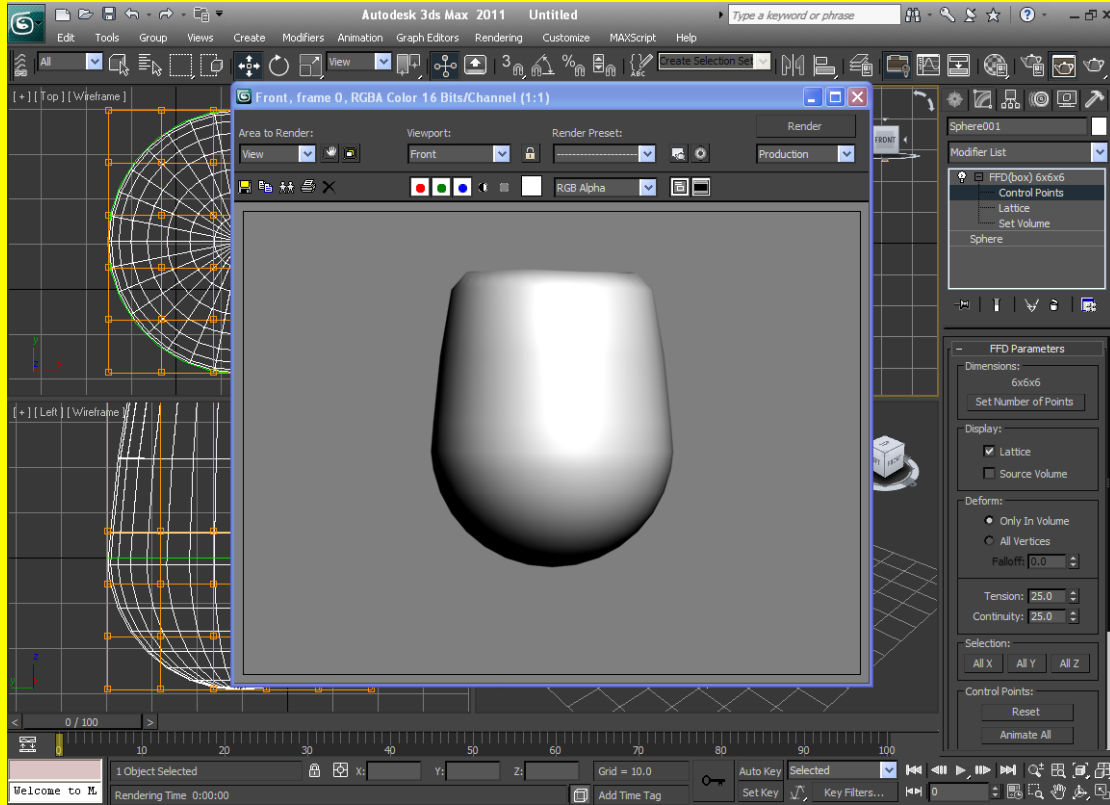 Autodesk 3ds Max 2011 Untitled
Type a keyword or phrase
Edit Tools Group Views Create Modifiers Animation Graph Editors Rendering Customize MAXScript Help
All
View
3
Create Selection Set
[ + ] [ Top ] [ Wireframe ]
Front, frame 0, RGBA Color 16 Bits/Channel (1:1)
Area to Render:
View
Viewport:
Front
Render Preset:
Render
Production
RGB Alpha
FRONT
Sphere001
Modifier List
FFD(box) 6x6x6
Control Points
Lattice
Set Volume
Sphere
y
z x
[ + ] [ Left ] [ Wireframe ]
z
y
FFD Parameters
Dimensions:
6x6x6
Set Number of Points
Display:
Lattice
Source Volume
Deform:
Only In Volume
All Vertices
Falloff: 0.0
Tension: 25.0
Continuity: 25.0
Selection:
All X All Y All Z
Control Points:
Reset
Animate All
< 0 / 100 >
0 10 20 30 40 50 60 70 80 90 100
1 Object Selected X: Y: Z: Grid = 10.0 Auto Key Selected
Welcome to M
Rendering Time 0:00:00 Add Time Tag Set Key Key Filters... 0